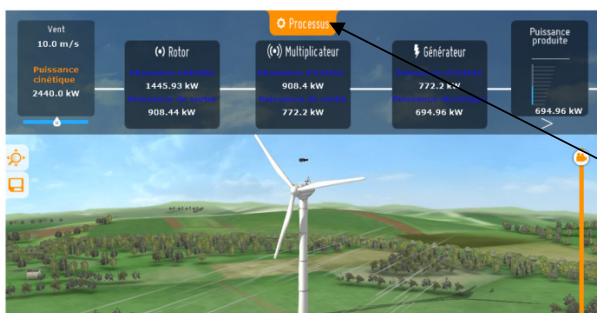 Processus
Vent
10.0 m/s
Puissance
cinétique
2440.0 kW
Rotor
1445.93 kW
908.44 kW
Multiplicateur
908.4 kW
772.2 kW
Générateur
772.2 kW
694.96 kW
Puissance
produite
694.96 kW